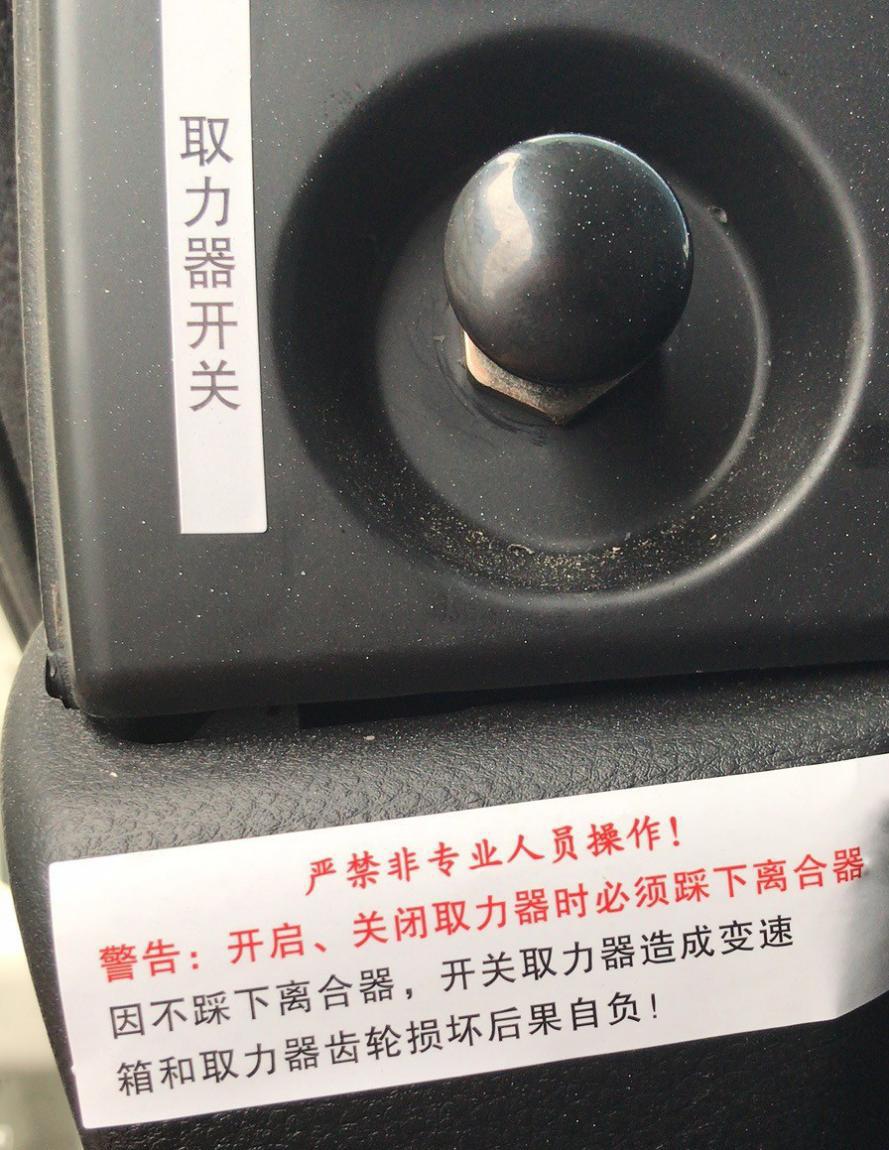 取力器开关
严禁非专业人员操作！
警告：开启、关闭取力器时必须踩下离合器
因不踩下离合器，开关取力器造成变速
箱和取力器齿轮损坏后果自负！